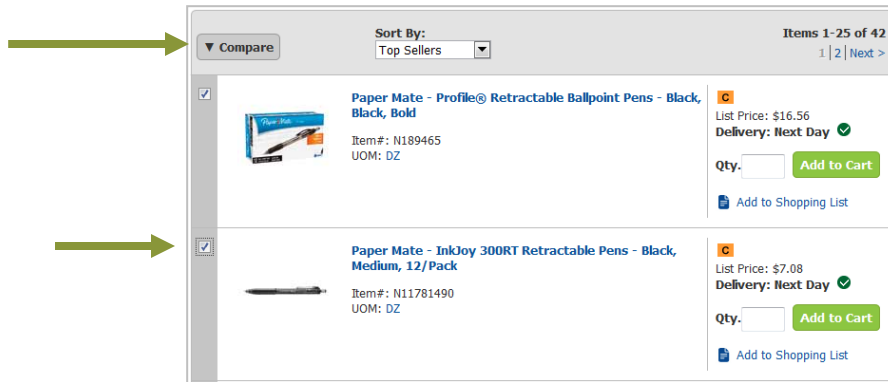 ▼ Compare
Sort By:
Top Sellers
Items 1-25 of 42
1 | 2 | Next >
Paper Mate - Profile® Retractable Ballpoint Pens - Black,
Black, Bold
Item#: N189465
UOM: DZ
C
List Price: $16.56
Delivery: Next Day
Qty.
Add to Cart
Add to Shopping List
Paper Mate
Paper Mate - InkJoy 300RT Retractable Pens - Black,
Medium, 12/Pack
Item#: N11781490
UOM: DZ
C
List Price: $7.08
Delivery: Next Day
Qty.
Add to Cart
Add to Shopping List